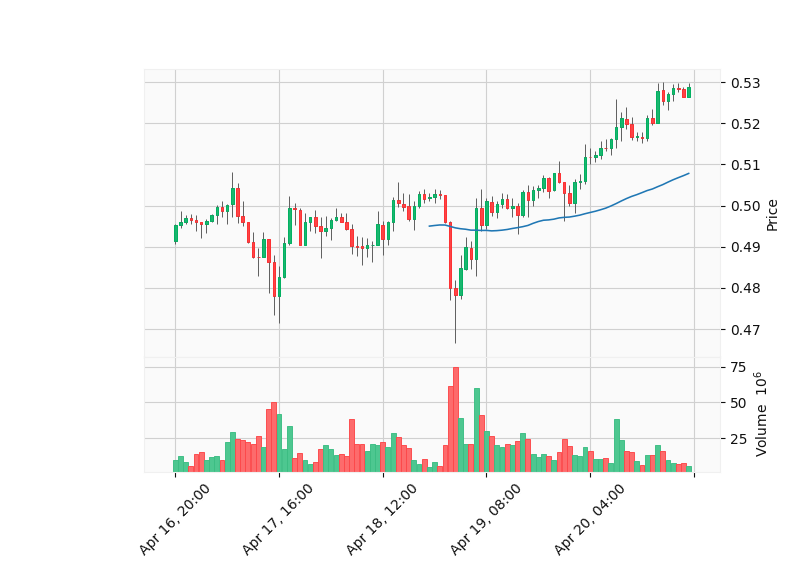 0.53
0.52
0.51
0.50
0.49
0.48
0.47
Price
75
50
25
Volume 10⁶
Apr 16, 20:00
Apr 17, 16:00
Apr 18, 12:00
Apr 19, 08:00
Apr 20, 04:00